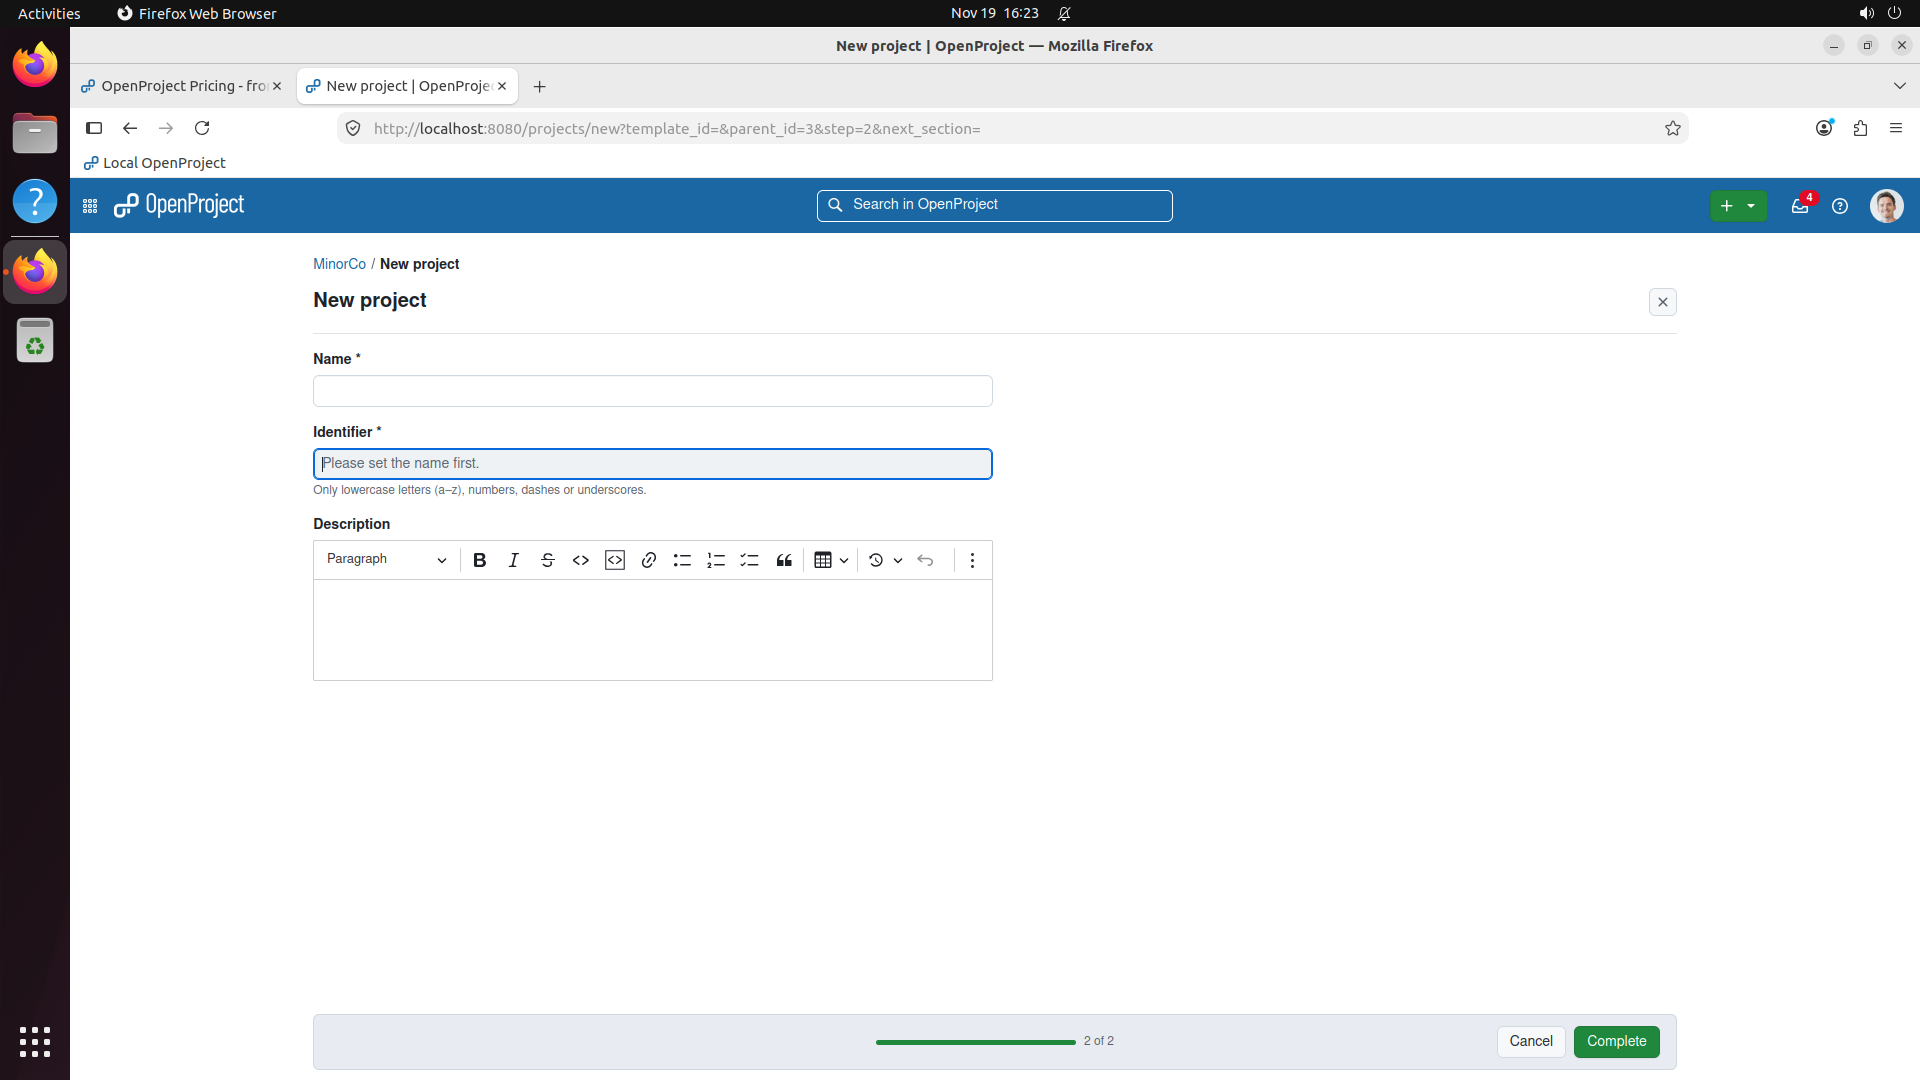 Activities
Firefox Web Browser
Nov 19 16:23
New project | OpenProject — Mozilla Firefox
OpenProject Pricing - fro
New project | OpenProje
http://localhost:8080/projects/new?template_id=&parent_id=3&step=2&next_section=
Local OpenProject
OpenProject
Search in OpenProject
4
MinorCo / New project
New project
Name *
Identifier *
Please set the name first.
Only lowercase letters (a–z), numbers, dashes or underscores.
Description
Paragraph
2 of 2
Cancel
Complete